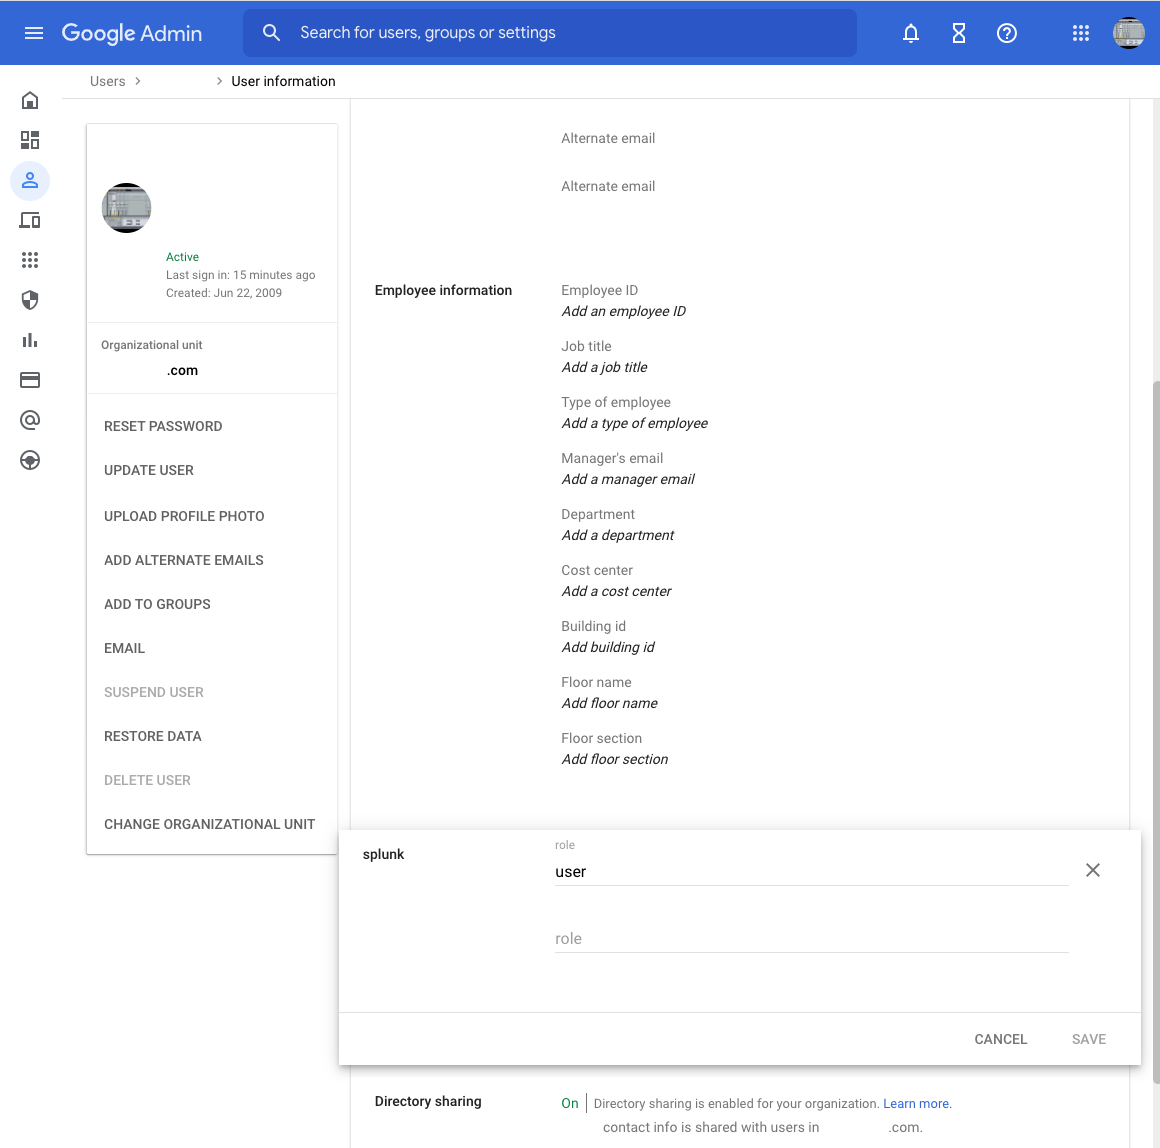 Google Admin
Search for users, groups or settings
Users
User information
Active
Last sign in: 15 minutes ago
Created: Jun 22, 2009
Organizational unit
.com
RESET PASSWORD
UPDATE USER
UPLOAD PROFILE PHOTO
ADD ALTERNATE EMAILS
ADD TO GROUPS
EMAIL
SUSPEND USER
RESTORE DATA
DELETE USER
CHANGE ORGANIZATIONAL UNIT
Alternate email
Alternate email
Employee information
Employee ID
Add an employee ID
Job title
Add a job title
Type of employee
Add a type of employee
Manager's email
Add a manager email
Department
Add a department
Cost center
Add a cost center
Building id
Add building id
Floor name
Add floor name
Floor section
Add floor section
splunk
role
user
role
CANCEL
SAVE
Directory sharing
On
Directory sharing is enabled for your organization. Learn more.
contact info is shared with users in .com.